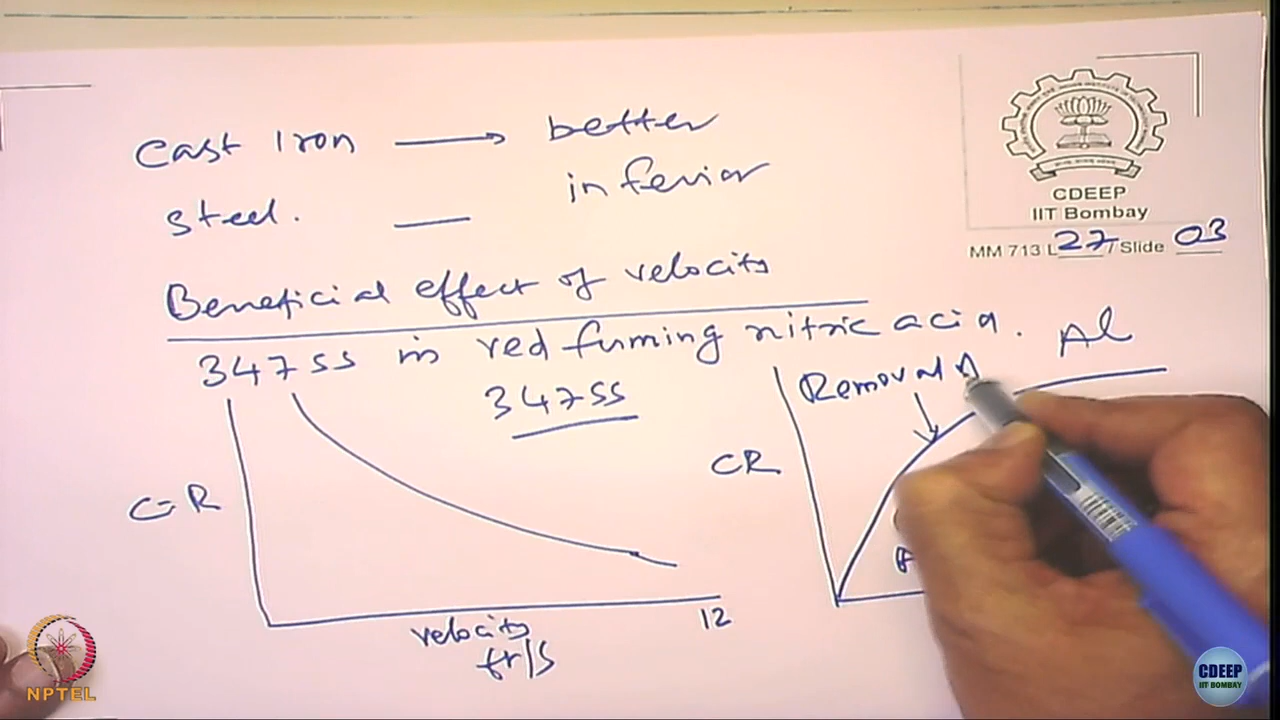 Cast Iron → better
Steel. — inferior
Beneficial effect of velocity
347 SS in red fuming nitric acid.
347 SS
CR
velocity
ft/s
12
Al
Removal
CR
CDEEP
IIT Bombay
MM 713 L 27 / Slide 03
NPTEL
CDEEP
IIT BOMBAY